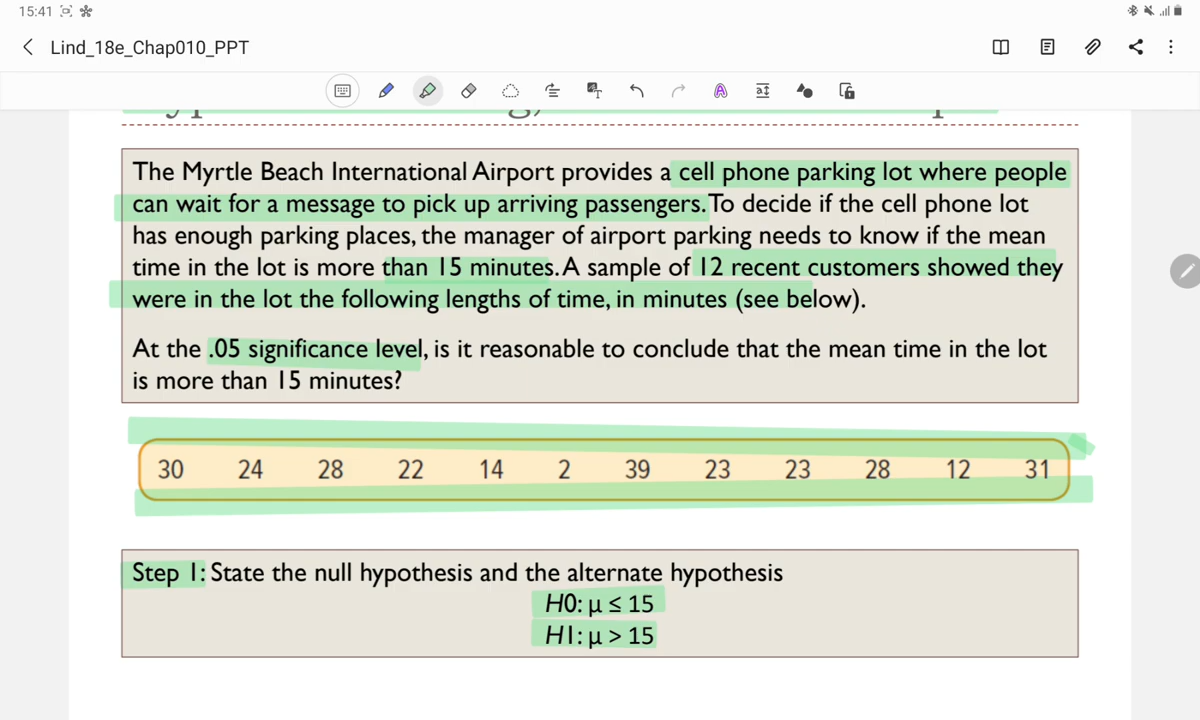 15:41
Lind_18e_Chap010_PPT
The Myrtle Beach International Airport provides a cell phone parking lot where people
can wait for a message to pick up arriving passengers. To decide if the cell phone lot
has enough parking places, the manager of airport parking needs to know if the mean
time in the lot is more than 15 minutes. A sample of 12 recent customers showed they
were in the lot the following lengths of time, in minutes (see below).
At the .05 significance level, is it reasonable to conclude that the mean time in the lot
is more than 15 minutes?
30 24 28 22 14 2 39 23 23 28 12 31
Step 1: State the null hypothesis and the alternate hypothesis
H0: μ ≤ 15
H1: μ > 15